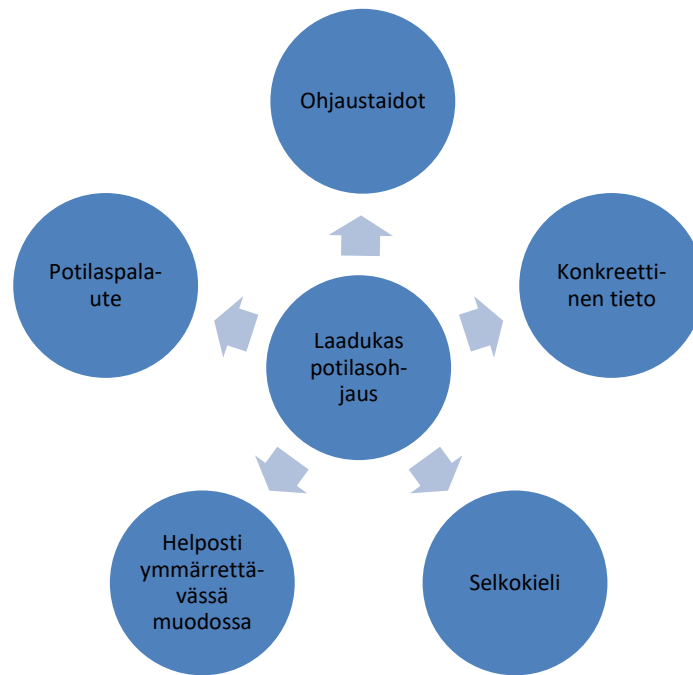 Ohjaustaidot
Potilaspala-
ute
Konkreetti-
nen tieto
Laadukas
potilasoh-
jaus
Helposti
ymmärrettä-
vässä
muodossa
Selkokieli